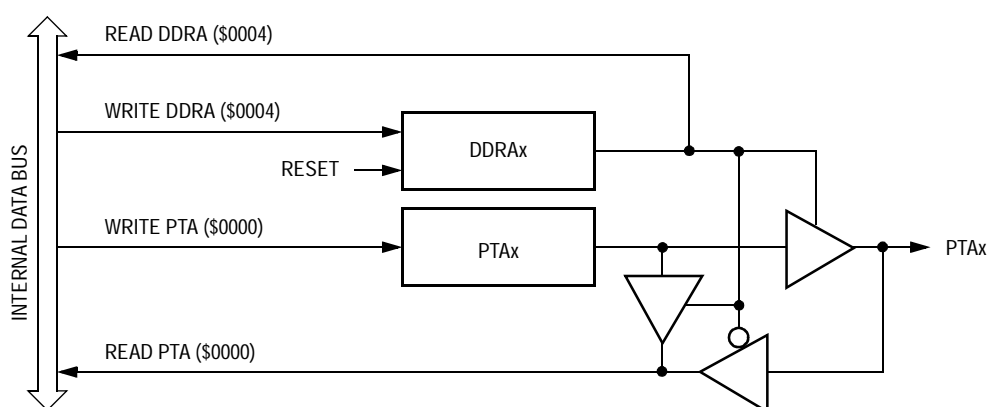 READ DDRA ($0004)
WRITE DDRA ($0004)
DDRAx
RESET
INTERNAL DATA BUS
WRITE PTA ($0000)
PTAx
PTAx
READ PTA ($0000)